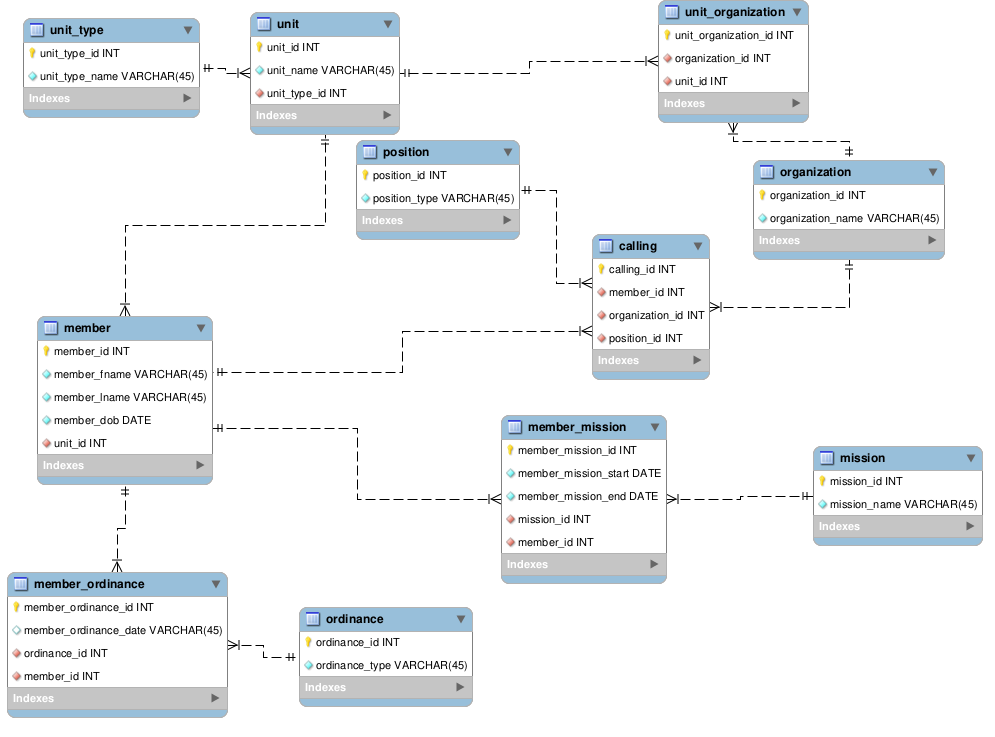 unit_type
unit_type_id INT
unit_type_name VARCHAR(45)
Indexes
unit
unit_id INT
unit_name VARCHAR(45)
unit_type_id INT
Indexes
unit_organization
unit_organization_id INT
organization_id INT
unit_id INT
Indexes
position
position_id INT
position_type VARCHAR(45)
Indexes
organization
organization_id INT
organization_name VARCHAR(45)
Indexes
calling
calling_id INT
member_id INT
organization_id INT
position_id INT
Indexes
member
member_id INT
member_fname VARCHAR(45)
member_lname VARCHAR(45)
member_dob DATE
unit_id INT
Indexes
member_mission
member_mission_id INT
member_mission_start DATE
member_mission_end DATE
mission_id INT
member_id INT
Indexes
mission
mission_id INT
mission_name VARCHAR(45)
Indexes
member_ordinance
member_ordinance_id INT
member_ordinance_date VARCHAR(45)
ordinance_id INT
member_id INT
Indexes
ordinance
ordinance_id INT
ordinance_type VARCHAR(45)
Indexes